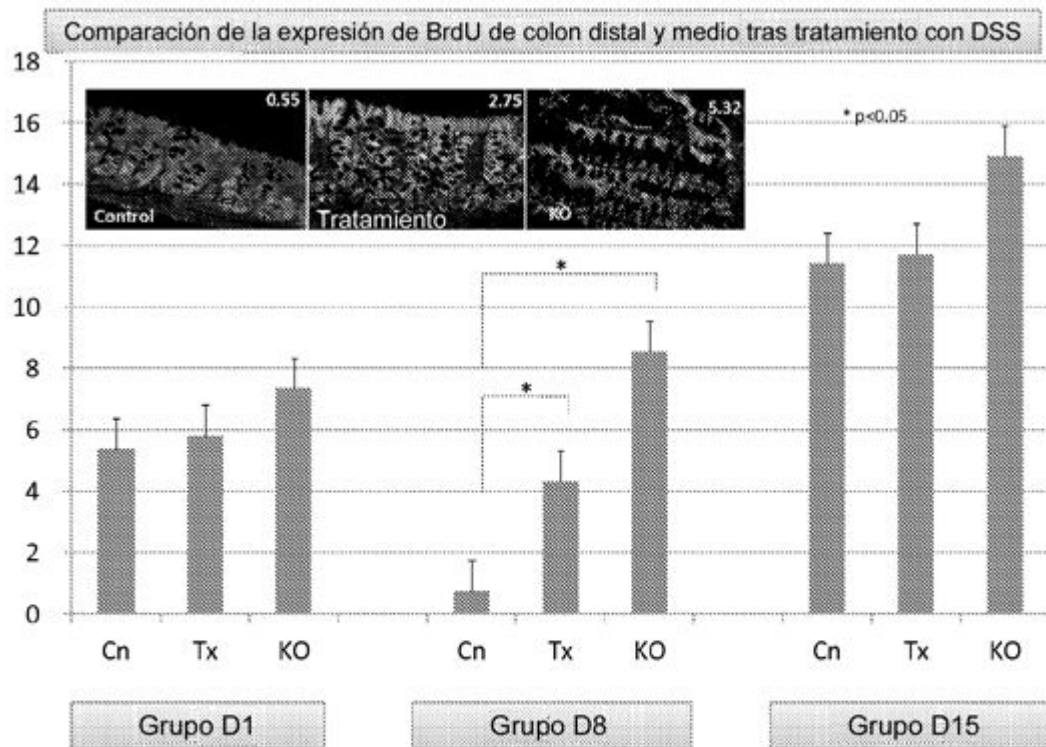 Comparación de la expresión de BrdU de colon distal y medio tras tratamiento con DSS
18
16
14
12
10
8
6
4
2
0
0.55
2.75
5.32
Control
Tratamiento
KO
* p<0.05
*
*
Cn Tx KO Cn Tx KO Cn Tx KO
Grupo D1 Grupo D8 Grupo D15